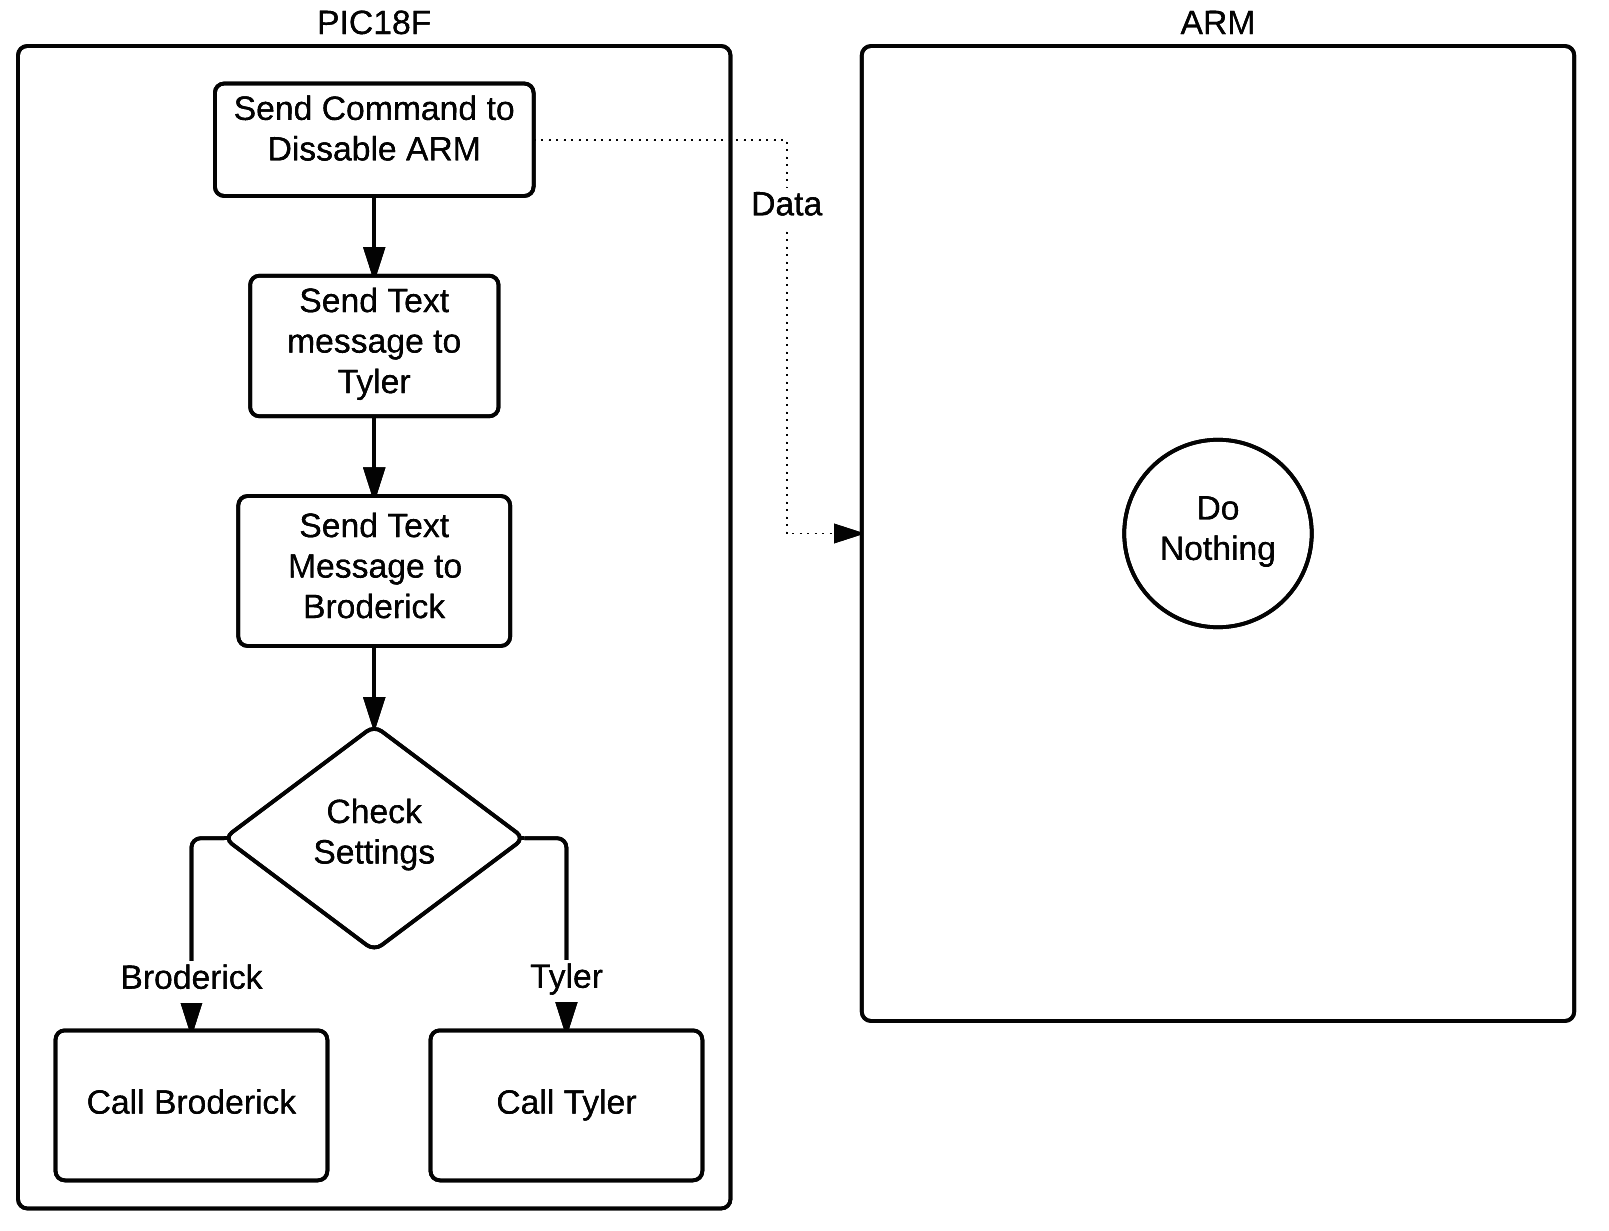 PIC18F
Send Command to
Dissable ARM
Send Text
message to
Tyler
Send Text
Message to
Broderick
Check
Settings
Broderick
Tyler
Call Broderick
Call Tyler
Data
ARM
Do
Nothing